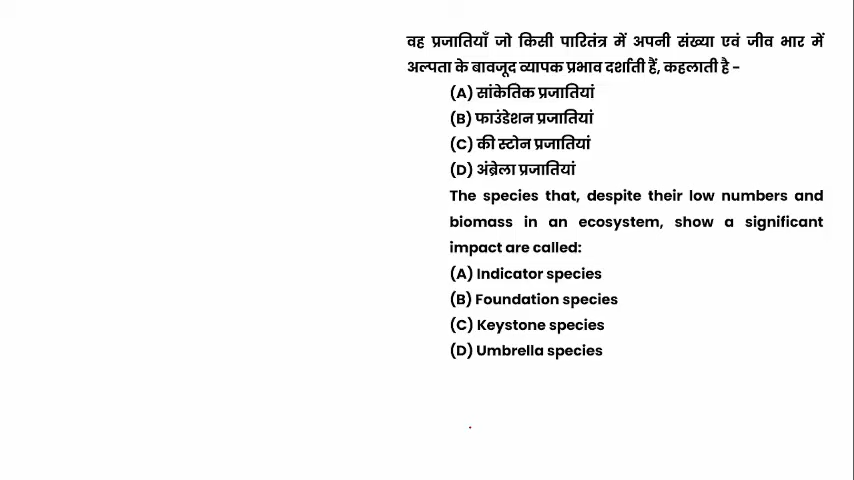 वह प्रजातियाँ जो किसी पारितंत्र में अपनी संख्या एवं जीव भार में
अल्पता के बावजूद व्यापक प्रभाव दर्शाती हैं, कहलाती है -
(A) सांकेतिक प्रजातियां
(B) फाउंडेशन प्रजातियां
(C) की स्टोन प्रजातियां
(D) अंब्रेला प्रजातियां
The species that, despite their low numbers and
biomass in an ecosystem, show a significant
impact are called:
(A) Indicator species
(B) Foundation species
(C) Keystone species
(D) Umbrella species